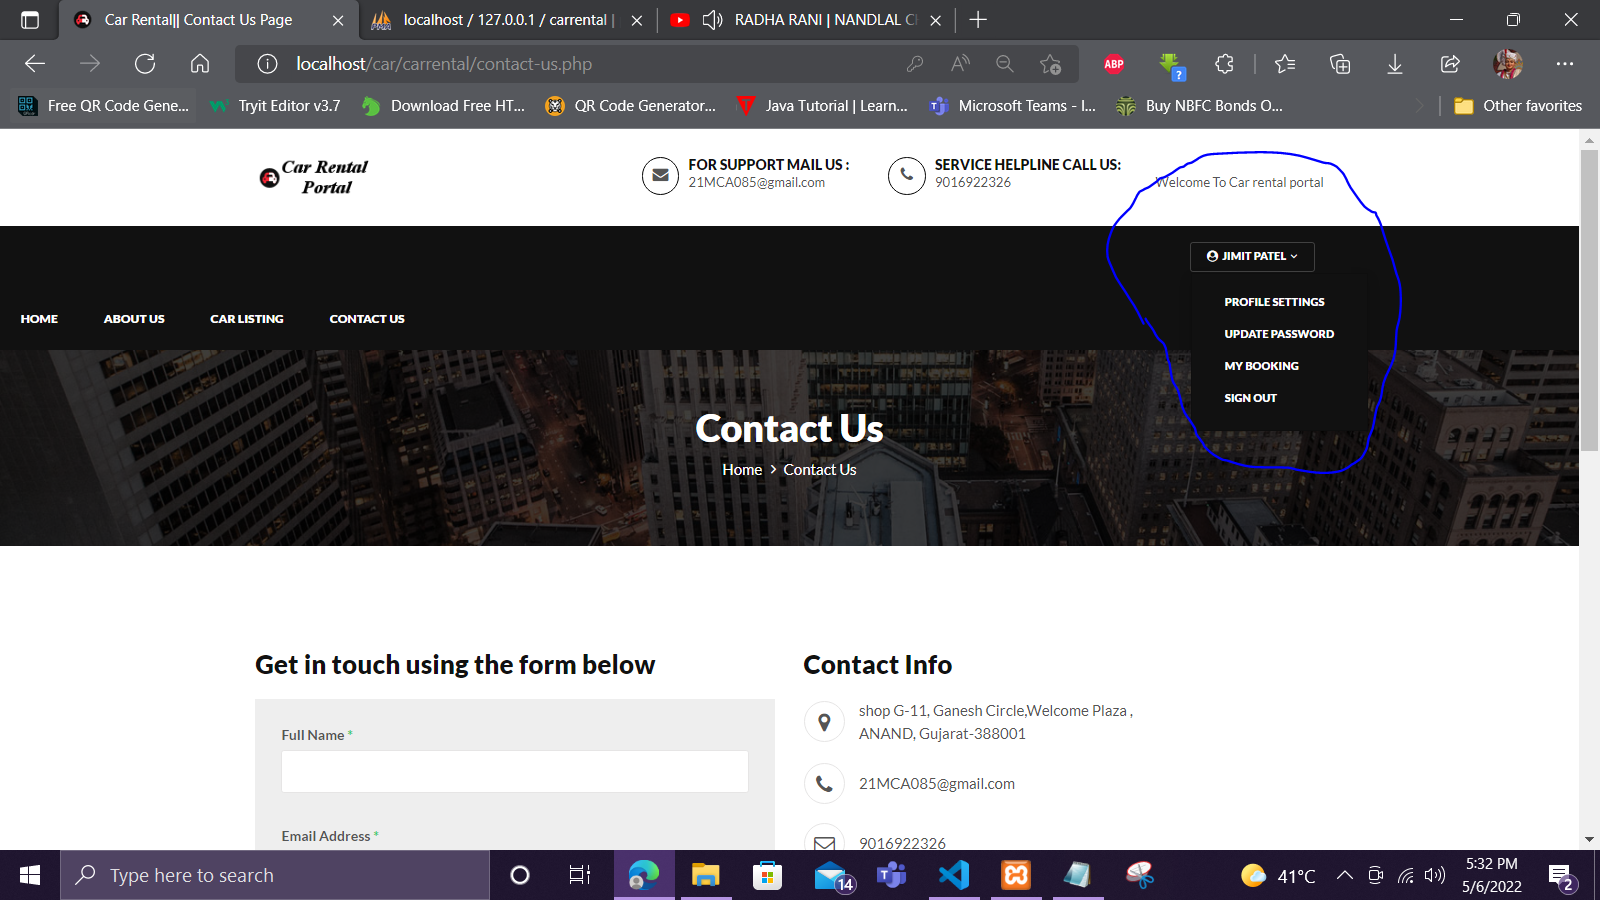 Car Rental|| Contact Us Page
localhost / 127.0.0.1 / carrental |
RADHA RANI | NANDLAL
localhost/car/carrental/contact-us.php
ABP
Free QR Code Gene...
Tryit Editor v3.7
Download Free HT...
QR Code Generator...
Java Tutorial | Learn...
Microsoft Teams - I...
Buy NBFC Bonds O...
Other favorites
Car Rental
Portal
FOR SUPPORT MAIL US :
21MCA085@gmail.com
SERVICE HELPLINE CALL US:
9016922326
Welcome To Car rental portal
JIMIT PATEL
PROFILE SETTINGS
UPDATE PASSWORD
MY BOOKING
SIGN OUT
HOME
ABOUT US
CAR LISTING
CONTACT US
Contact Us
Home > Contact Us
Get in touch using the form below
Full Name *
Email Address *
Contact Info
shop G-11, Ganesh Circle,Welcome Plaza ,
ANAND, Gujarat-388001
21MCA085@gmail.com
9016922326
Type here to search
14
41°C
5:32 PM
5/6/2022
2